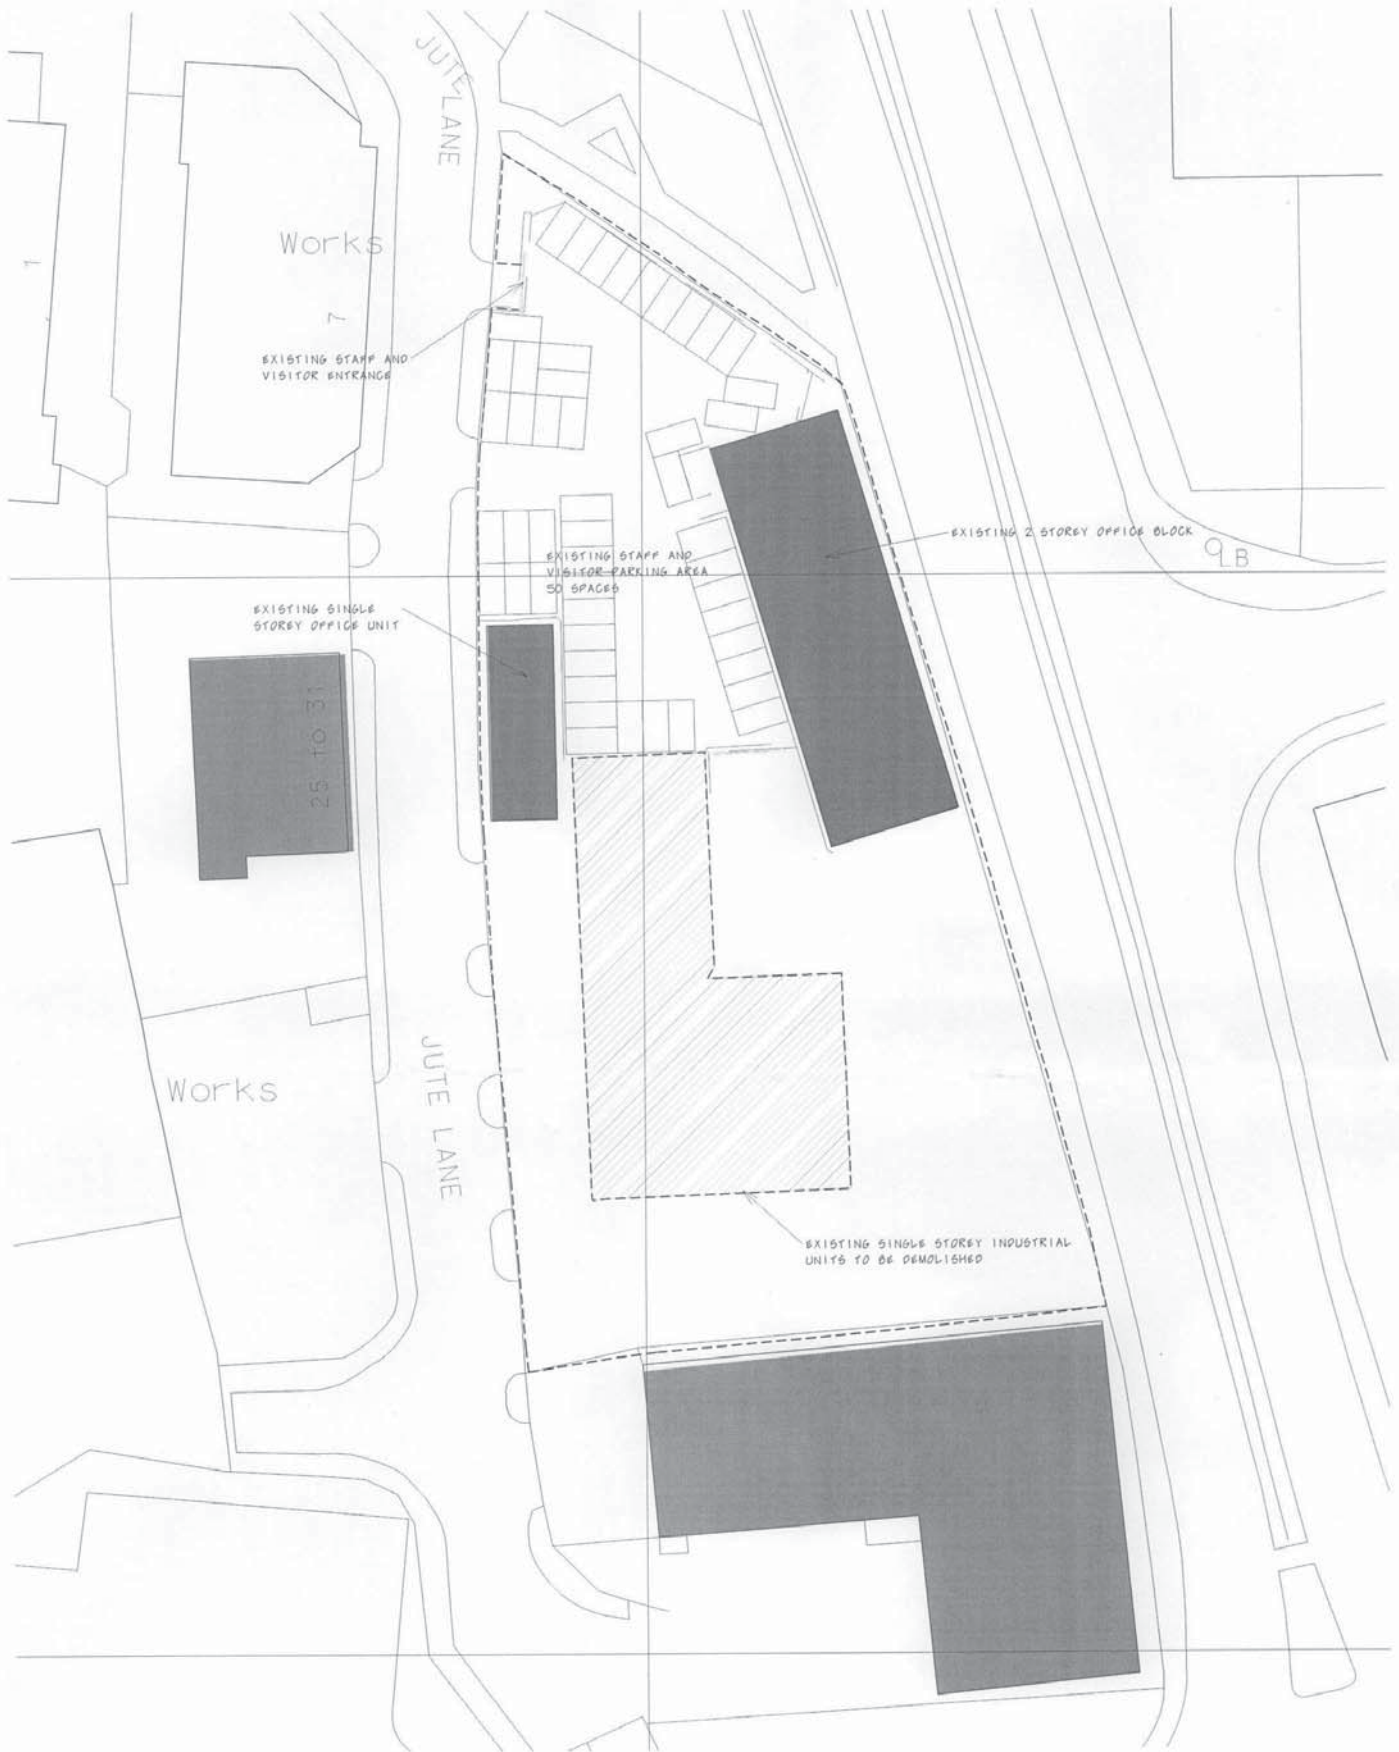 JUTE LANE
Works
1
7
EXISTING STAFF AND
VISITOR ENTRANCE
EXISTING 2 STOREY OFFICE BLOCK
LB
EXISTING STAFF AND
VISITOR PARKING AREA
50 SPACES
EXISTING SINGLE
STOREY OFFICE UNIT
25 to 31
JUTE LANE
Works
EXISTING SINGLE STOREY INDUSTRIAL
UNITS TO BE DEMOLISHED